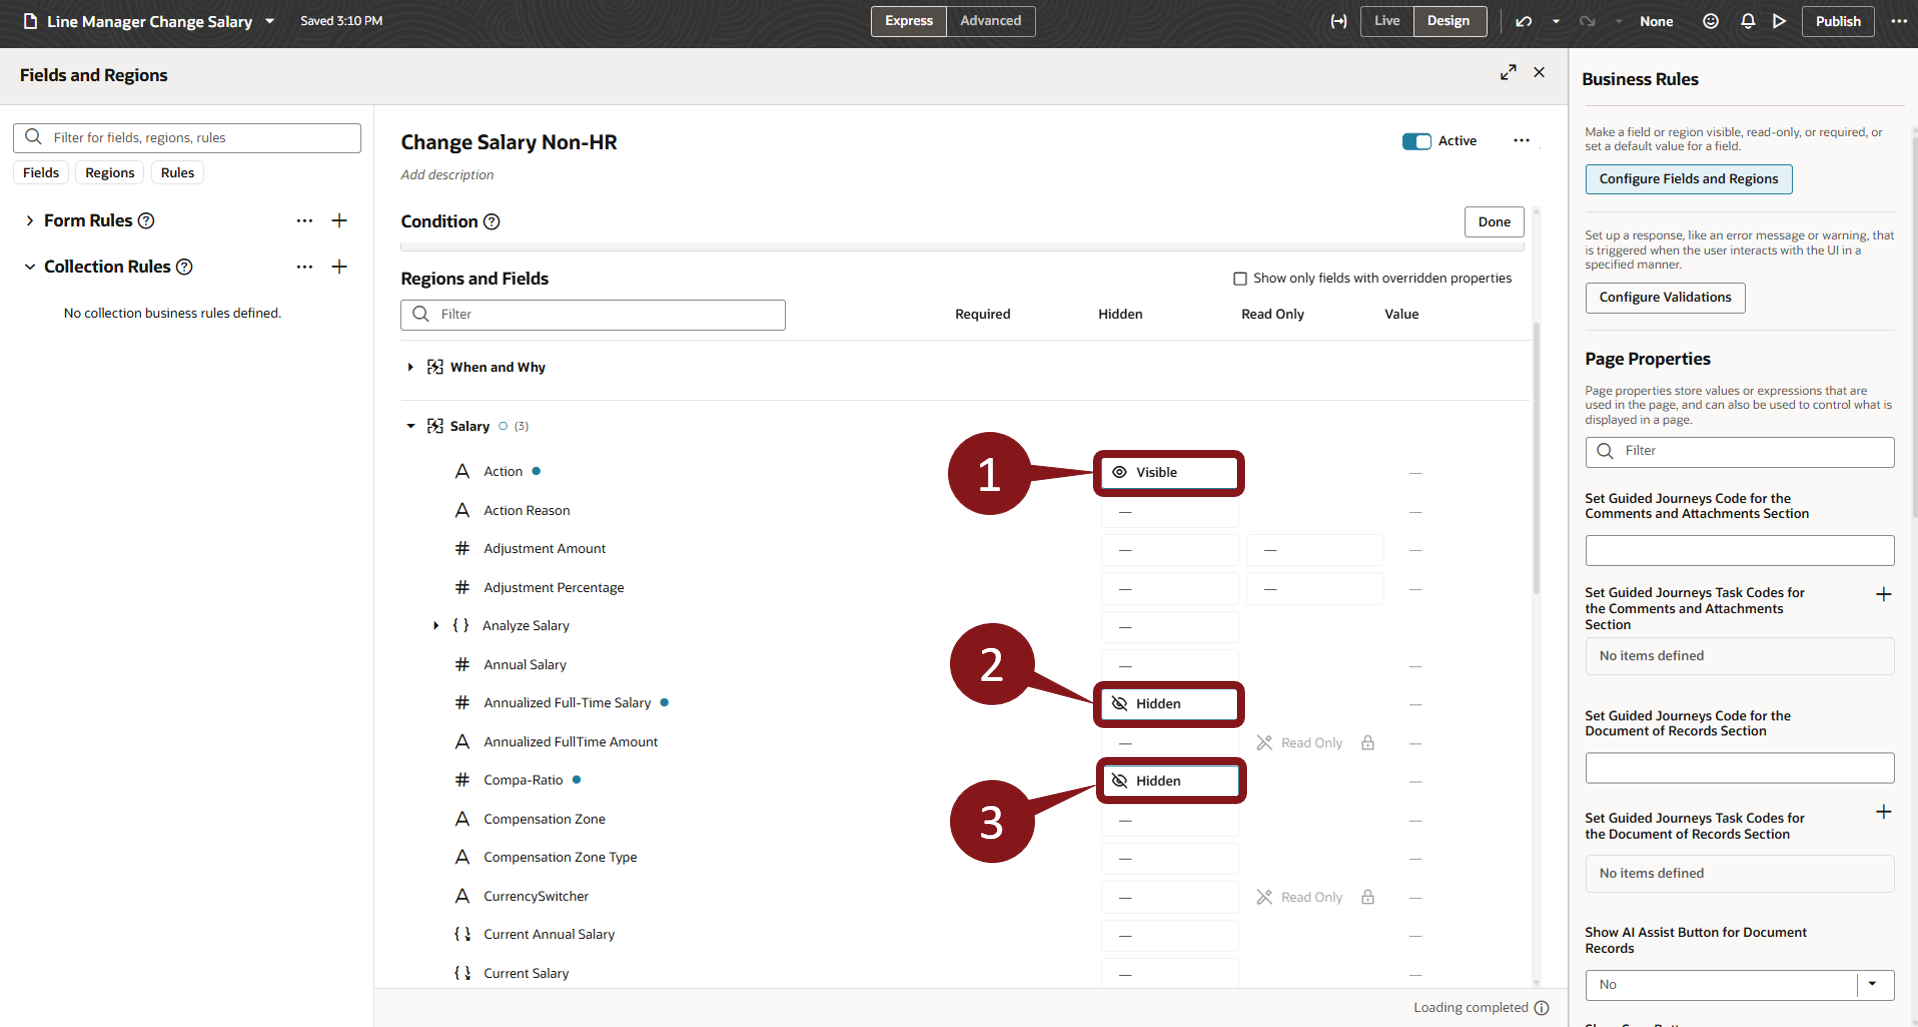 Line Manager Change Salary Saved 3:10 PM Express Advanced Live Design None Publish
Fields and Regions
Filter for fields, regions, rules
Fields Regions Rules
Form Rules
Collection Rules
No collection business rules defined.
Change Salary Non-HR Active
Add description
Condition Done
Regions and Fields Show only fields with overridden properties
Filter Required Hidden Read Only Value
When and Why
Salary (3)
Action 1 Visible —
Action Reason — —
Adjustment Amount — — —
Adjustment Percentage — — —
Analyze Salary —
Annual Salary — —
Annualized Full-Time Salary 2 Hidden —
Annualized FullTime Amount — Read Only —
Compa-Ratio 3 Hidden —
Compensation Zone — —
Compensation Zone Type — —
CurrencySwitcher — Read Only —
Current Annual Salary — —
Current Salary — —
Loading completed
Business Rules
Make a field or region visible, read-only, or required, or
set a default value for a field.
Configure Fields and Regions
Set up a response, like an error message or warning, that
is triggered when the user interacts with the UI in a
specified manner.
Configure Validations
Page Properties
Page properties store values or expressions that are
used in the page, and can also be used to control what is
displayed in a page.
Filter
Set Guided Journeys Code for the
Comments and Attachments Section
Set Guided Journeys Task Codes for
the Comments and Attachments
Section
No items defined
Set Guided Journeys Code for the
Document of Records Section
Set Guided Journeys Task Codes for
the Document of Records Section
No items defined
Show AI Assist Button for Document
Records
No